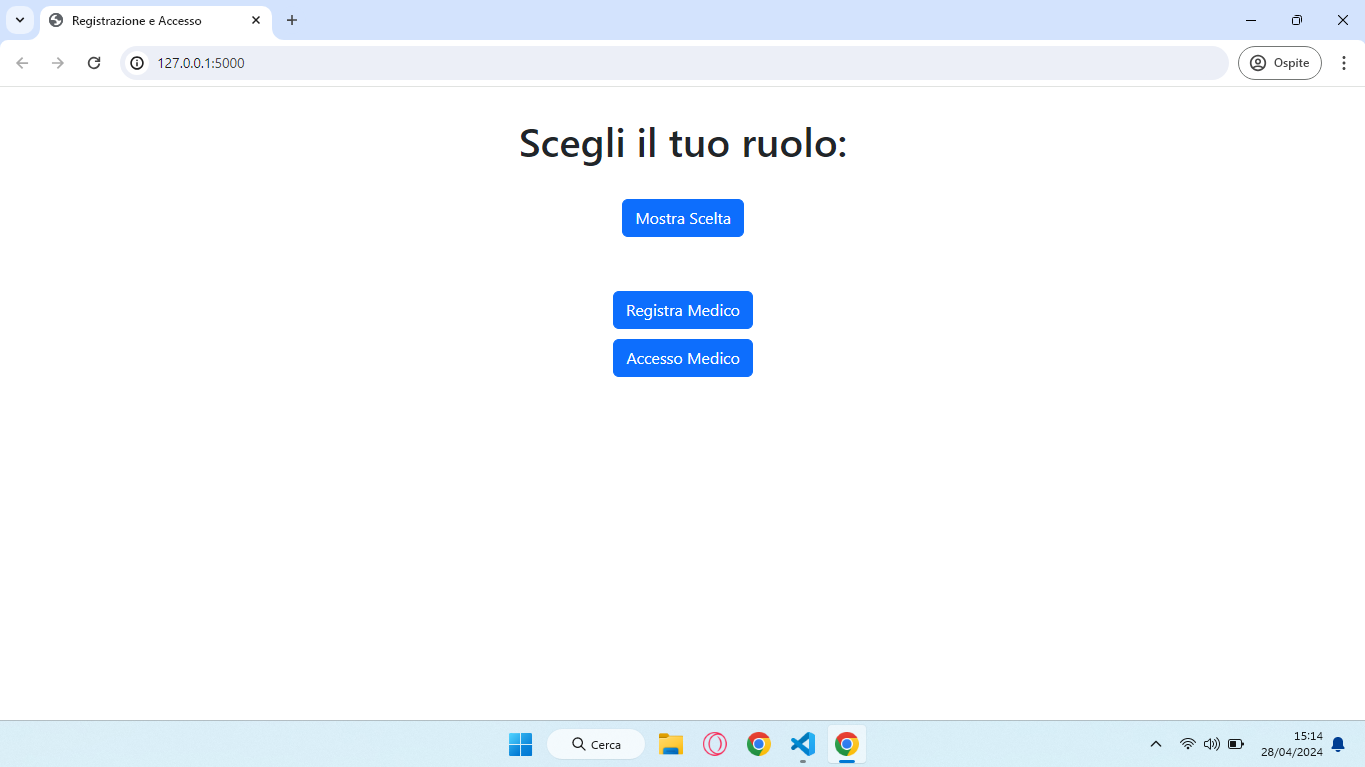 Registrazione e Accesso
127.0.0.1:5000
Ospite
Scegli il tuo ruolo:
Mostra Scelta
Registra Medico
Accesso Medico
Cerca
15:14
28/04/2024